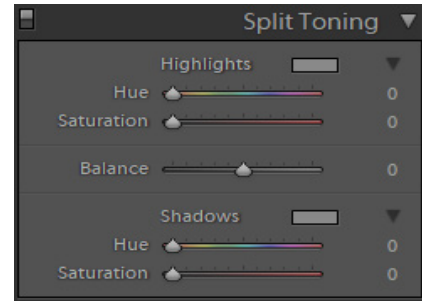 Split Toning
Highlights
Hue 0
Saturation 0
Balance 0
Shadows
Hue 0
Saturation 0